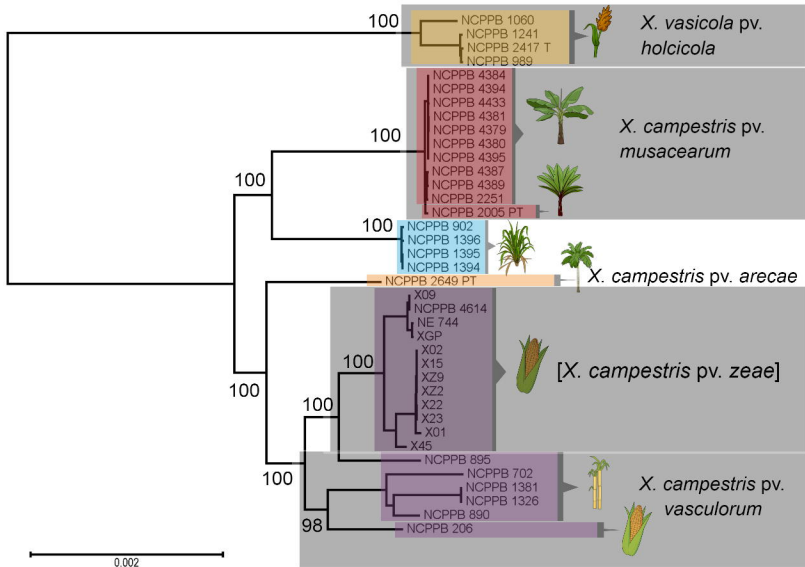 100
NCPPB 1060
NCPPB 1241
NCPPB 2417 T
NCPPB 989
X. vasicola pv.
holcicola
NCPPB 4384
NCPPB 4394
NCPPB 4433
NCPPB 4381
NCPPB 4379
NCPPB 4380
NCPPB 4395
NCPPB 4387
NCPPB 4389
NCPPB 2251
NCPPB 2005 PT
100
X. campestris pv.
musacearum
100
100
NCPPB 902
NCPPB 1396
NCPPB 1395
NCPPB 1394
NCPPB 2649 PT
X. campestris pv. arecae
X09
NCPPB 4614
NE 744
XGP
X02
X15
XZ9
XZ2
X22
X23
X01
X45
100
100
100
[X. campestris pv. zeae]
NCPPB 895
NCPPB 702
NCPPB 1381
NCPPB 1326
NCPPB 890
NCPPB 206
100
98
X. campestris pv.
vasculorum
0.002